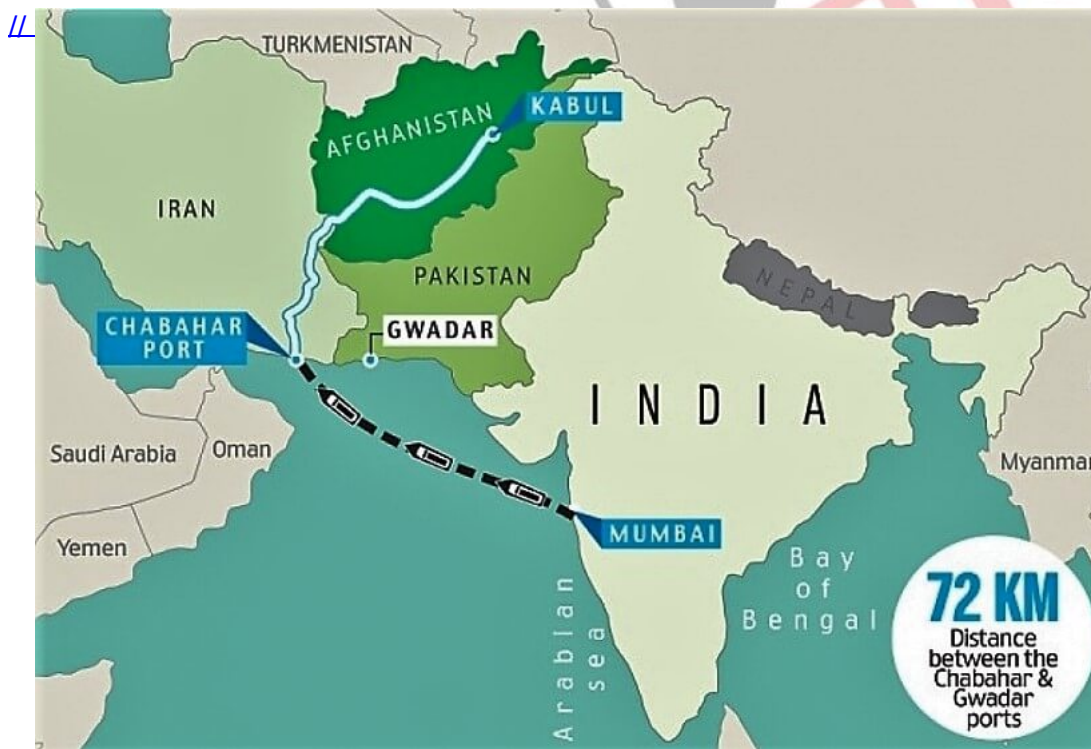 //
TURKMENISTAN
KABUL
AFGHANISTAN
IRAN
PAKISTAN
NEPAL
CHABAHAR
PORT
GWADAR
INDIA
Saudi Arabia
Oman
Myanmar
Yemen
MUMBAI
Arabian
sea
Bay
of
Bengal
72 KM
Distance
between the
Chabahar &
Gwadar
ports